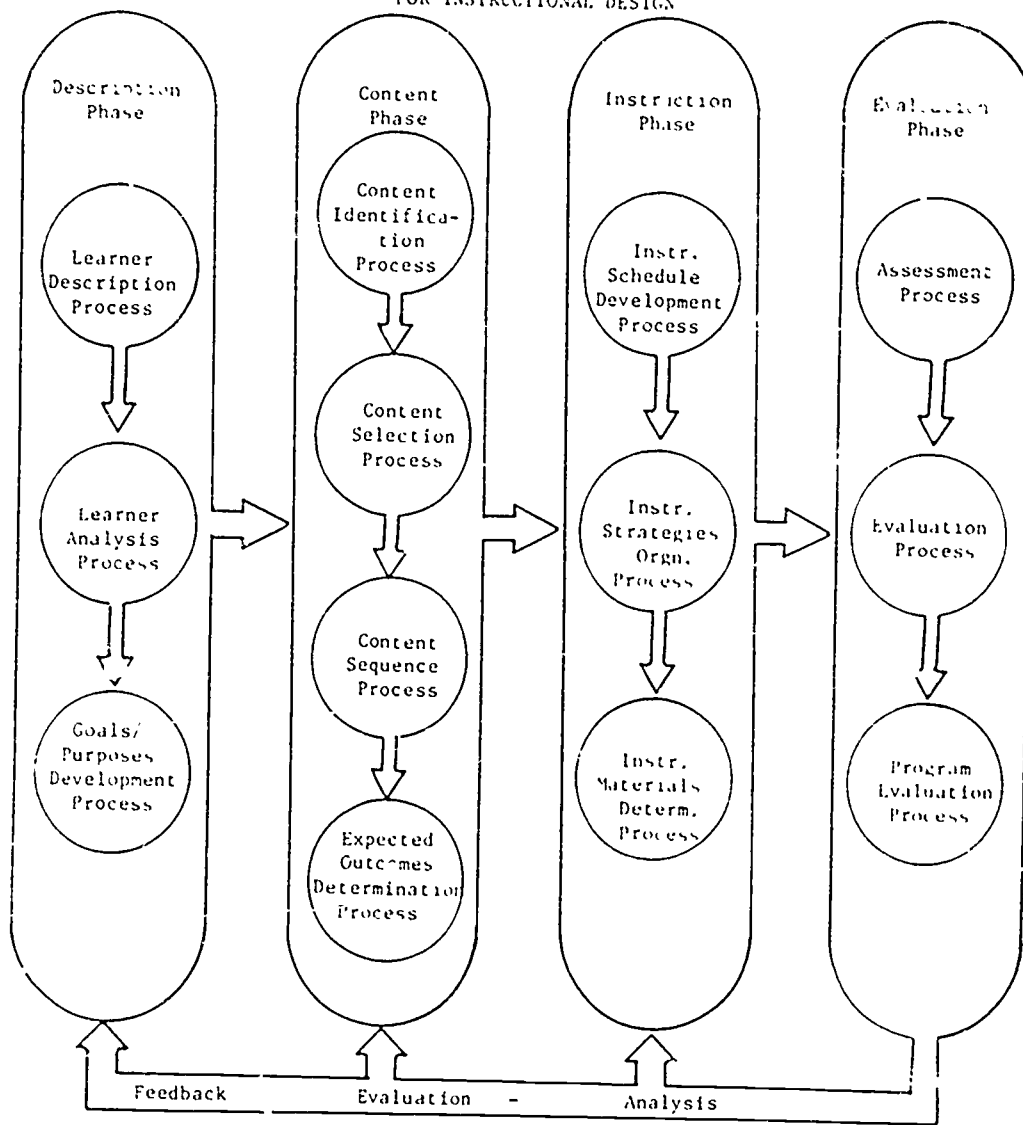 FOR INSTRUCTIONAL DESIGN
Description
Phase
Learner
Description
Process
Learner
Analysis
Process
Goals/
Purposes
Development
Process
Content
Phase
Content
Identifica-
tion
Process
Content
Selection
Process
Content
Sequence
Process
Expected
Outcomes
Determination
Process
Instriction
Phase
Instr.
Schedule
Development
Process
Instr.
Strategies
Orgn.
Process
Instr.
Materials
Determ.
Process
Evaluation
Phase
Assessment
Process
Evaluation
Process
Program
Evaluation
Process
Feedback Evaluation - Analysis